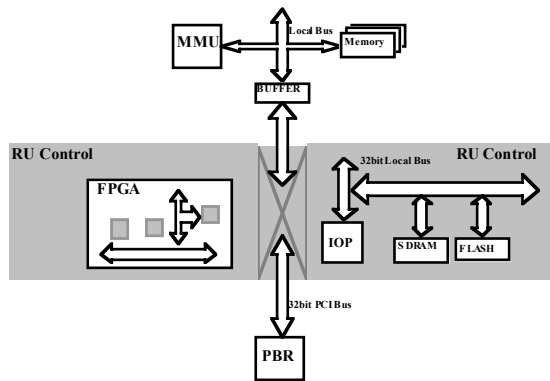 MMU
Local Bus
Memory
BUFFER
RU Control
32bit Local Bus
RU Control
FPGA
IOP
SDRAM
FLASH
32bit PCI Bus
PBR